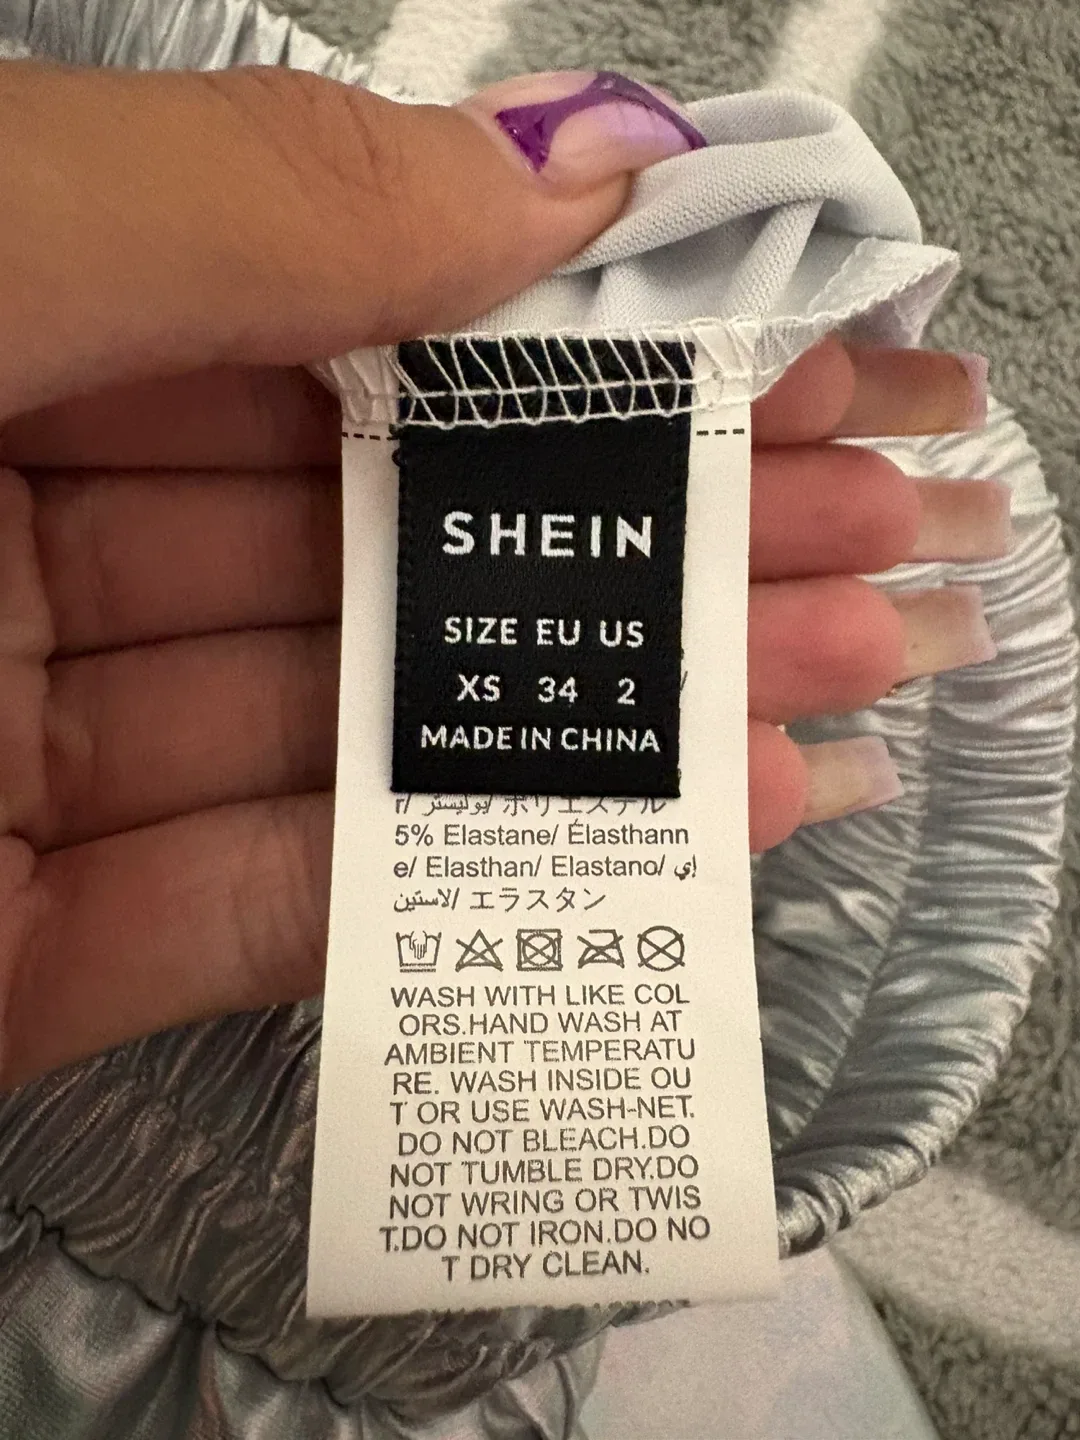 SHEIN
SIZE EU US
XS 34 2
MADE IN CHINA
r/ بوليستر/ ポリエステル
5% Elastane/ Élasthann
e/ Elasthan/ Elastano/ إي
لاستين/ エラスタン
WASH WITH LIKE COL
ORS.HAND WASH AT
AMBIENT TEMPERATU
RE. WASH INSIDE OU
T OR USE WASH-NET.
DO NOT BLEACH.DO
NOT TUMBLE DRY.DO
NOT WRING OR TWIS
T.DO NOT IRON.DO NO
T DRY CLEAN.